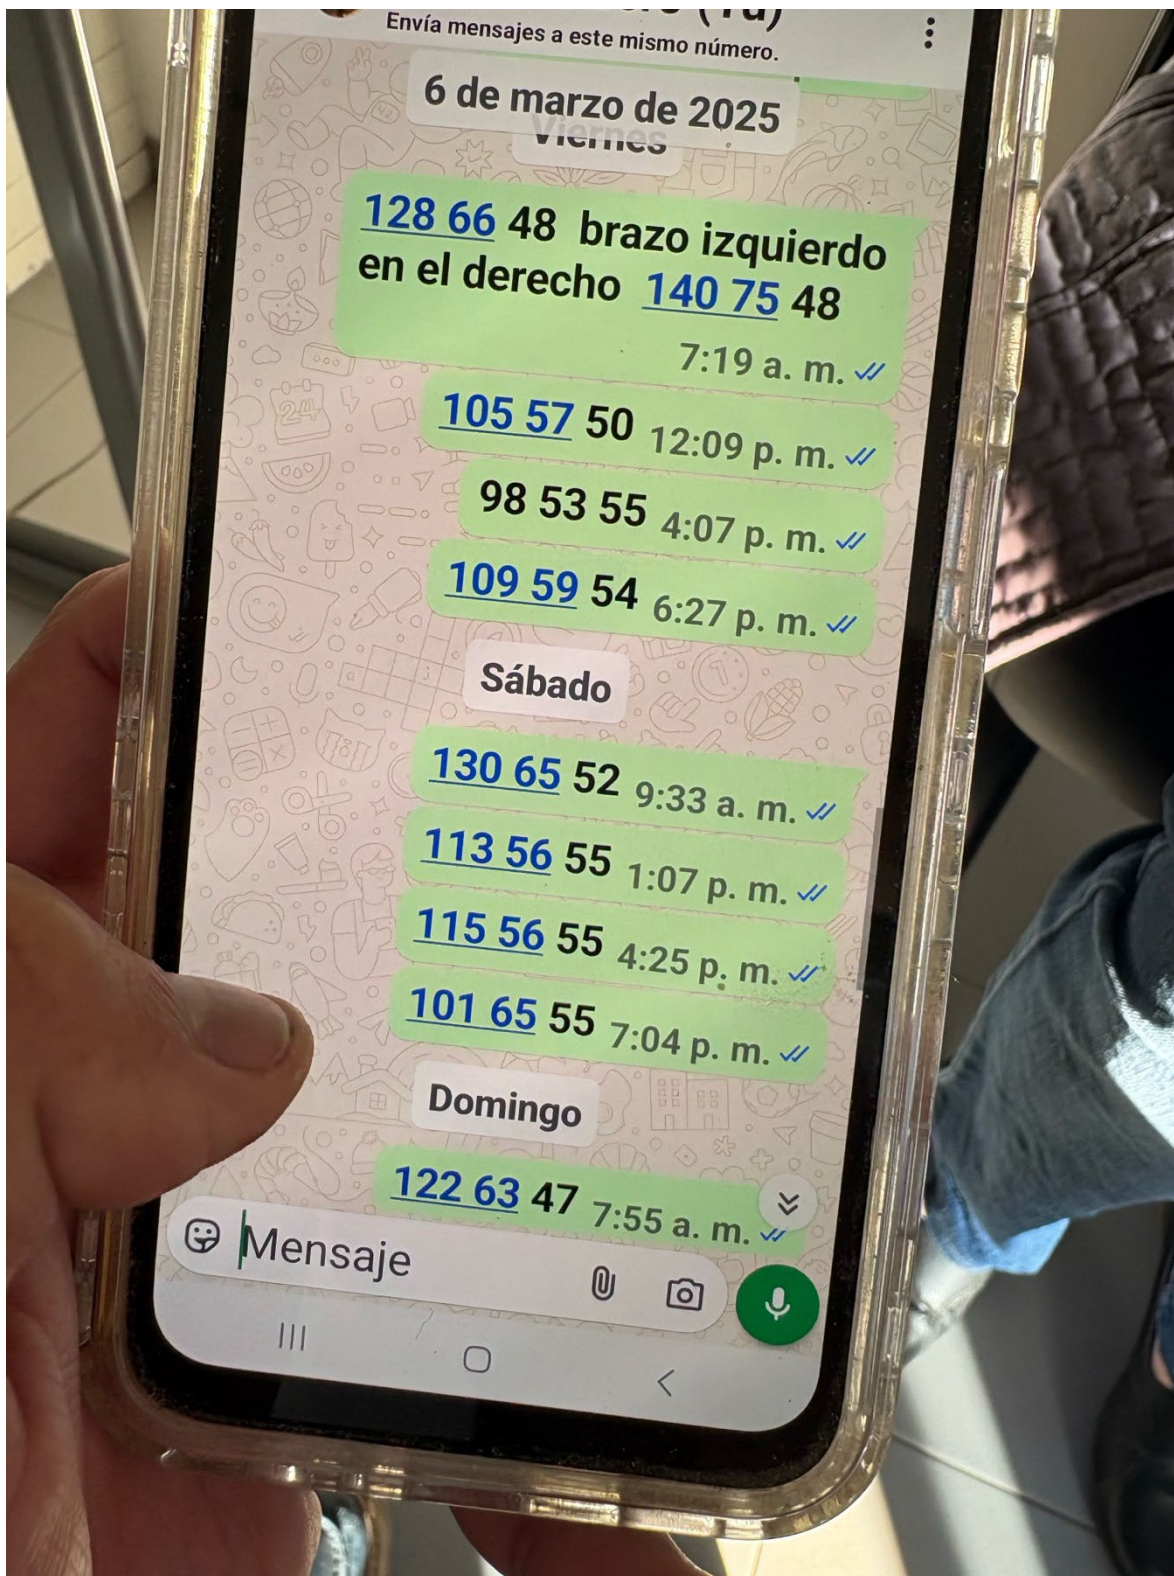 (Tú)
Envía mensajes a este mismo número.
6 de marzo de 2025
Viernes
128 66 48 brazo izquierdo
en el derecho 140 75 48
7:19 a. m.
105 57 50 12:09 p. m.
98 53 55 4:07 p. m.
109 59 54 6:27 p. m.
Sábado
130 65 52 9:33 a. m.
113 56 55 1:07 p. m.
115 56 55 4:25 p. m.
101 65 55 7:04 p. m.
Domingo
122 63 47 7:55 a. m.
Mensaje